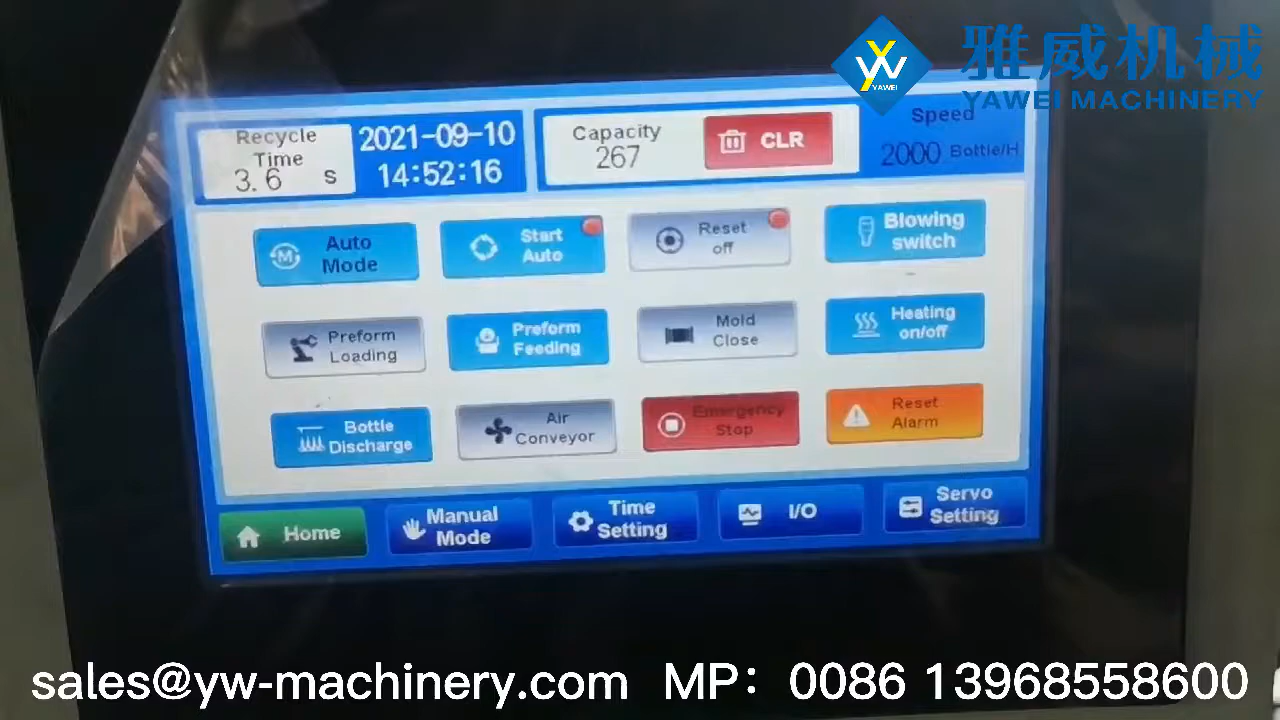 雅威机械
YAWEI MACHINERY
YW
YAWEI
Recycle
Time
3.6 s
2021-09-10
14:52:16
Capacity
267
CLR
Speed
2000 Bottle/H
Auto
Mode
Start
Auto
Reset
off
Blowing
switch
Preform
Loading
Preform
Feeding
Mold
Close
Heating
on/off
Bottle
Discharge
Air
Conveyor
Emergency
Stop
Reset
Alarm
Home
Manual
Mode
Time
Setting
I/O
Servo
Setting
sales@yw-machinery.com MP：0086 13968558600